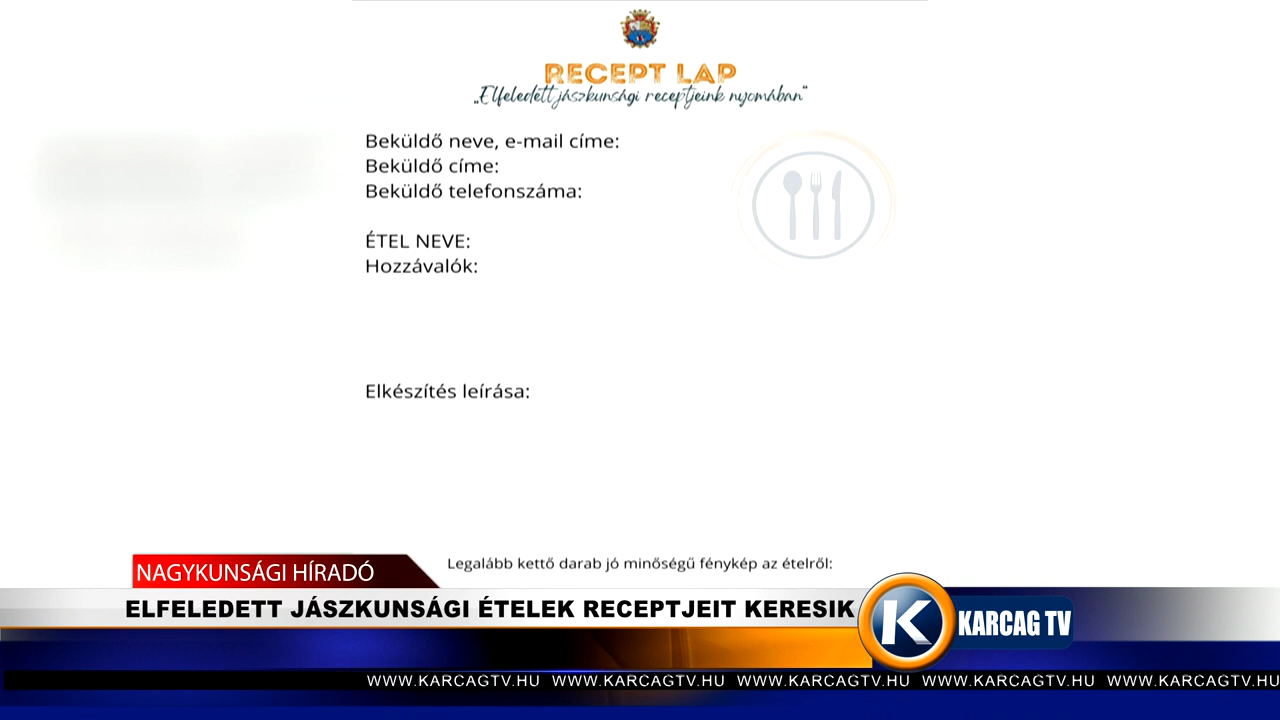 RECEPT LAP
„Elfeledett jászkunsági receptjeink nyomában”
Beküldő neve, e-mail címe:
Beküldő címe:
Beküldő telefonszáma:
ÉTEL NEVE:
Hozzávalók:
Elkészítés leírása:
Legalább kettő darab jó minőségű fénykép az ételről:
NAGYKUNSÁGI HÍRADÓ
ELFELEDETT JÁSZKUNSÁGI ÉTELEK RECEPTJEIT KERESIK
K KARCAG TV
WWW.KARCAGTV.HU WWW.KARCAGTV.HU WWW.KARCAGTV.HU WWW.KARCAGTV.HU WWW.KARCAGTV.HU